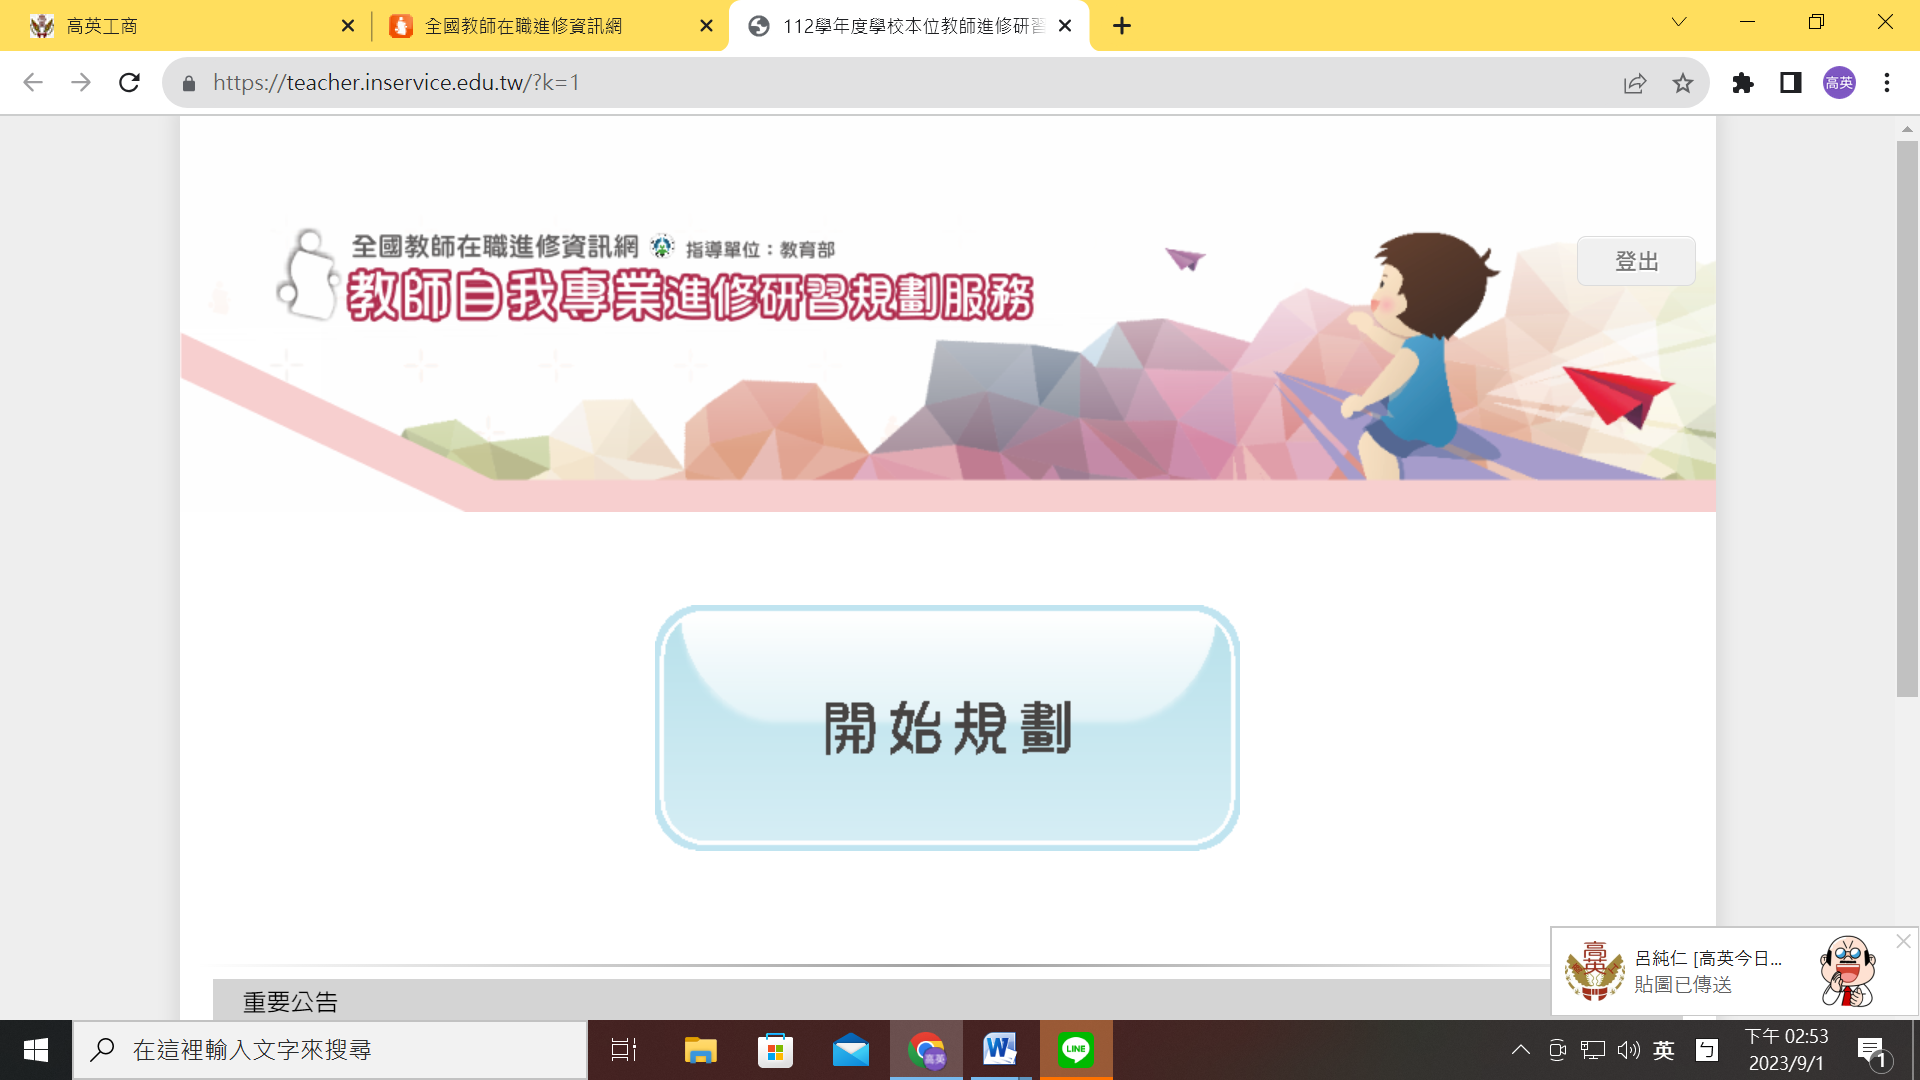 高英工商
全國教師在職進修資訊網
112學年度學校本位教師進修研習
https://teacher.inservice.edu.tw/?k=1
高英
全國教師在職進修資訊網 指導單位：教育部
教師自我專業進修研習規劃服務
登出
開始規劃
重要公告
高英
呂純仁 [高英今日...
貼圖已傳送
在這裡輸入文字來搜尋
高英
W
LINE
英
ㄅ
下午 02:53
2023/9/1
1